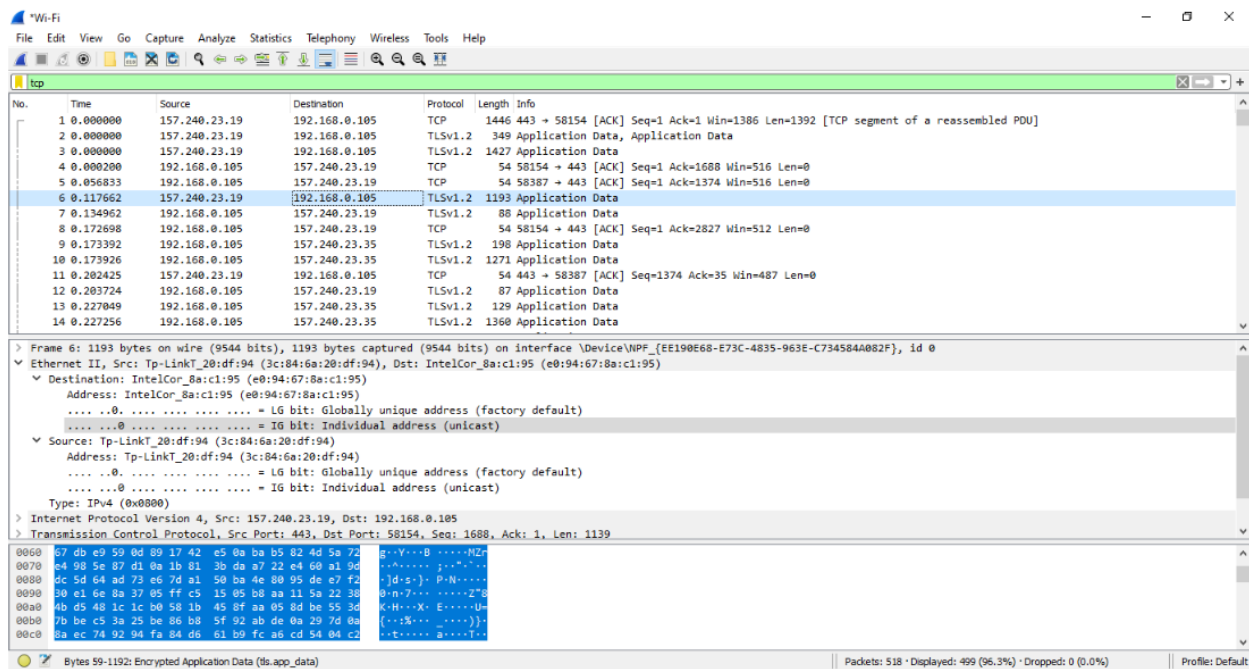 *Wi-Fi
File Edit View Go Capture Analyze Statistics Telephony Wireless Tools Help
tcp
No. Time Source Destination Protocol Length Info
1 0.000000 157.240.23.19 192.168.0.105 TCP 1446 443 → 58154 [ACK] Seq=1 Ack=1 Win=1386 Len=1392 [TCP segment of a reassembled PDU]
2 0.000000 157.240.23.19 192.168.0.105 TLSv1.2 349 Application Data, Application Data
3 0.000000 157.240.23.19 192.168.0.105 TLSv1.2 1427 Application Data
4 0.000200 192.168.0.105 157.240.23.19 TCP 54 58154 → 443 [ACK] Seq=1 Ack=1688 Win=516 Len=0
5 0.056833 192.168.0.105 157.240.23.19 TCP 54 58387 → 443 [ACK] Seq=1 Ack=1374 Win=516 Len=0
6 0.117662 157.240.23.19 192.168.0.105 TLSv1.2 1193 Application Data
7 0.134962 192.168.0.105 157.240.23.19 TLSv1.2 88 Application Data
8 0.172698 192.168.0.105 157.240.23.19 TCP 54 58154 → 443 [ACK] Seq=1 Ack=2827 Win=512 Len=0
9 0.173392 192.168.0.105 157.240.23.35 TLSv1.2 198 Application Data
10 0.173926 192.168.0.105 157.240.23.35 TLSv1.2 1271 Application Data
11 0.202425 157.240.23.19 192.168.0.105 TCP 54 443 → 58387 [ACK] Seq=1374 Ack=35 Win=487 Len=0
12 0.203724 192.168.0.105 157.240.23.19 TLSv1.2 87 Application Data
13 0.227049 192.168.0.105 157.240.23.35 TLSv1.2 129 Application Data
14 0.227256 192.168.0.105 157.240.23.35 TLSv1.2 1360 Application Data
> Frame 6: 1193 bytes on wire (9544 bits), 1193 bytes captured (9544 bits) on interface \Device\NPF_{EE190E68-E73C-4835-963E-C734584A082F}, id 0
Ethernet II, Src: Tp-LinkT_20:df:94 (3c:84:6a:20:df:94), Dst: IntelCor_8a:c1:95 (e0:94:67:8a:c1:95)
Destination: IntelCor_8a:c1:95 (e0:94:67:8a:c1:95)
Address: IntelCor_8a:c1:95 (e0:94:67:8a:c1:95)
.... ..0. .... .... .... .... = LG bit: Globally unique address (factory default)
.... ...0 .... .... .... .... = IG bit: Individual address (unicast)
Source: Tp-LinkT_20:df:94 (3c:84:6a:20:df:94)
Address: Tp-LinkT_20:df:94 (3c:84:6a:20:df:94)
.... ..0. .... .... .... .... = LG bit: Globally unique address (factory default)
.... ...0 .... .... .... .... = IG bit: Individual address (unicast)
Type: IPv4 (0x0800)
> Internet Protocol Version 4, Src: 157.240.23.19, Dst: 192.168.0.105
> Transmission Control Protocol, Src Port: 443, Dst Port: 58154, Seq: 1688, Ack: 1, Len: 1139
0060 67 db e9 59 0d 89 17 42 e5 0a ba b5 82 4d 5a 72 g··Y···B ·····MZr
0070 e4 98 5e 87 d1 0a 1b 81 3b da a7 22 e4 60 a1 9d ··^····· ;··"·`··
0080 dc 5d 64 ad 73 e6 7d a1 50 ba 4e 80 95 de e7 f2 ·]d·s·}· P·N·····
0090 30 e1 6e 8a 37 05 ff c5 15 05 b8 aa 11 5a 22 38 0·n·7··· ·····Z"8
00a0 4b d5 48 1c 1c b0 58 1b 45 8f aa 05 8d be 55 3d K·H···X· E·····U=
00b0 7b be c5 3a 25 be 86 b8 5f 92 ab de 0a 29 7d 0a {··:%··· _····)}·
00c0 8a ec 74 92 94 fa 84 d6 61 b9 fc a6 cd 54 04 c2 ··t····· a····T··
Bytes 59-1192: Encrypted Application Data (tls.app_data) Packets: 518 · Displayed: 499 (96.3%) · Dropped: 0 (0.0%) Profile: Default